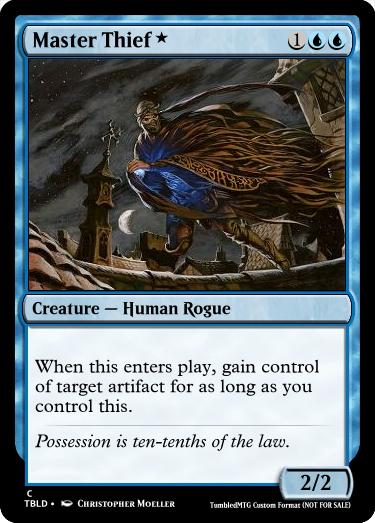 Master Thief ★ 1
Creature — Human Rogue
When this enters play, gain control
of target artifact for as long as you
control this.
Possession is ten-tenths of the law.
2/2
C
TBLD • Christopher Moeller
TumbledMTG Custom Format (NOT FOR SALE)